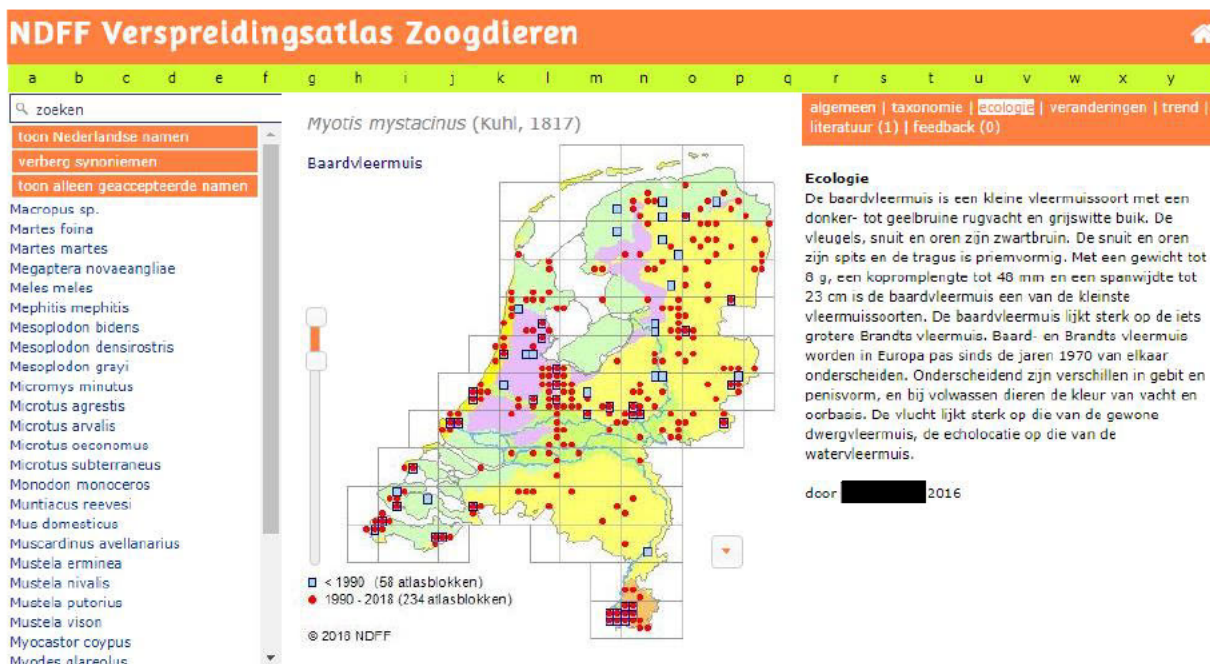 NDFF Verspreidingsatlas Zoogdieren
a b c d e f g h i j k l m n o p q r s t u v w x y
zoeken
toon Nederlandse namen
verberg synoniemen
toon alleen geaccepteerde namen
Macropus sp.
Martes foina
Martes martes
Megaptera novaeangliae
Meles meles
Mephitis mephitis
Mesoplodon bidens
Mesoplodon densirostris
Mesoplodon grayi
Micromys minutus
Microtus agrestis
Microtus arvalis
Microtus oeconomus
Microtus subterraneus
Monodon monoceros
Muntiacus reevesi
Mus domesticus
Muscardinus avellanarius
Mustela erminea
Mustela nivalis
Mustela putorius
Mustela vison
Myocastor coypus
Myodes glareolus
Myotis mystacinus (Kuhl, 1817)
Baardvleermuis
< 1990 (58 atlasblokken)
1990 - 2018 (234 atlasblokken)
© 2018 NDFF
algemeen | taxonomie | ecologie | veranderingen | trend |
literatuur (1) | feedback (0)
Ecologie
De baardvleermuis is een kleine vleermuissoort met een
donker- tot geelbruine rugvacht en grijswitte buik. De
vleugels, snuit en oren zijn zwartbruin. De snuit en oren
zijn spits en de tragus is priemvormig. Met een gewicht tot
8 g, een kopromplengte tot 48 mm en een spanwijdte tot
23 cm is de baardvleermuis een van de kleinste
vleermuissoorten. De baardvleermuis lijkt sterk op de iets
grotere Brandts vleermuis. Baard- en Brandts vleermuis
worden in Europa pas sinds de jaren 1970 van elkaar
onderscheiden. Onderscheidend zijn verschillen in gebit en
penisvorm, en bij volwassen dieren de kleur van vacht en
oorbasis. De vlucht lijkt sterk op die van de gewone
dwergvleermuis, de echolocatie op die van de
watervleermuis.
door 2016